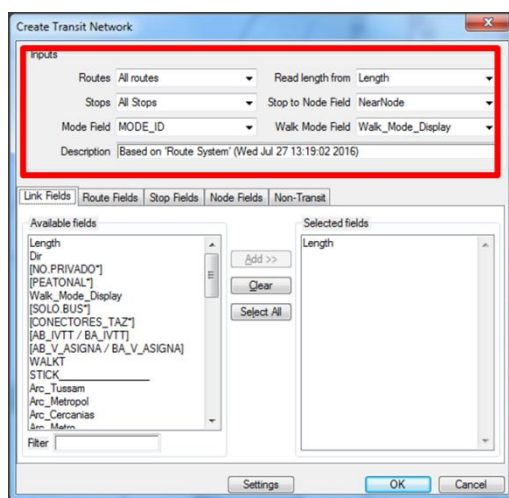 Create Transit Network
Inputs
Routes All routes Read length from Length
Stops All Stops Stop to Node Field NearNode
Mode Field MODE_ID Walk Mode Field Walk_Mode_Display
Description Based on 'Route System' (Wed Jul 27 13:19:02 2016)
Link Fields Route Fields Stop Fields Node Fields Non-Transit
Available fields Selected fields
Length Length
Dir
[NO.PRIVADO*] Add >>
[PEATONAL*]
Walk_Mode_Display Clear
[SOLO.BUS*]
[CONECTORES_TAZ*] Select All
[AB_IVTT / BA_IVTT]
[AB_V_ASIGNA / BA_V_ASIGNA]
WALKT
STICK____________________
Arc_Tussam
Arc_Metropol
Arc_Cercanias
Arc_Metro
Filter
Settings OK Cancel